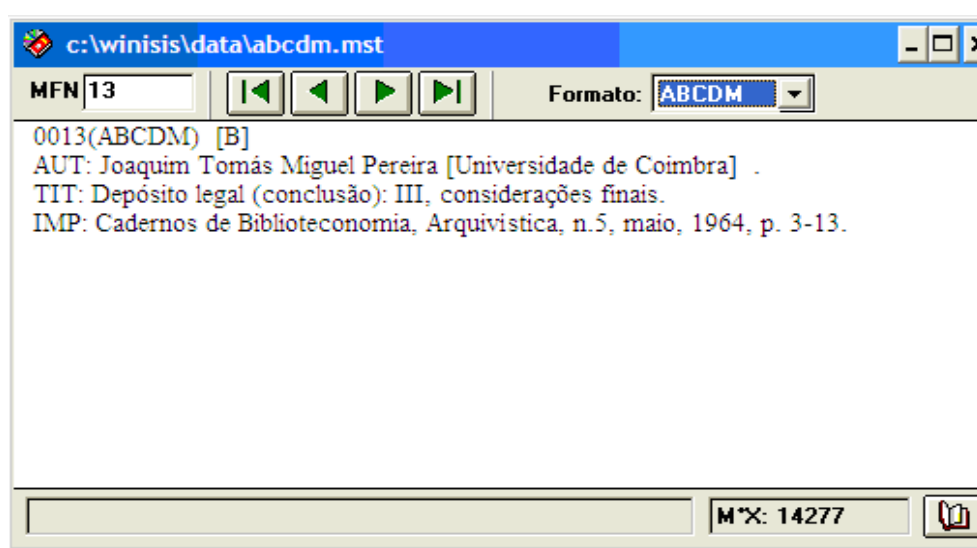 c:\winisis\data\abcdm.mst
MFN 13 Formato: ABCDM
0013(ABCDM) [B]
AUT: Joaquim Tomás Miguel Pereira [Universidade de Coimbra] .
TIT: Depósito legal (conclusão): III, considerações finais.
IMP: Cadernos de Biblioteconomia, Arquivistica, n.5, maio, 1964, p. 3-13.
M*X: 14277